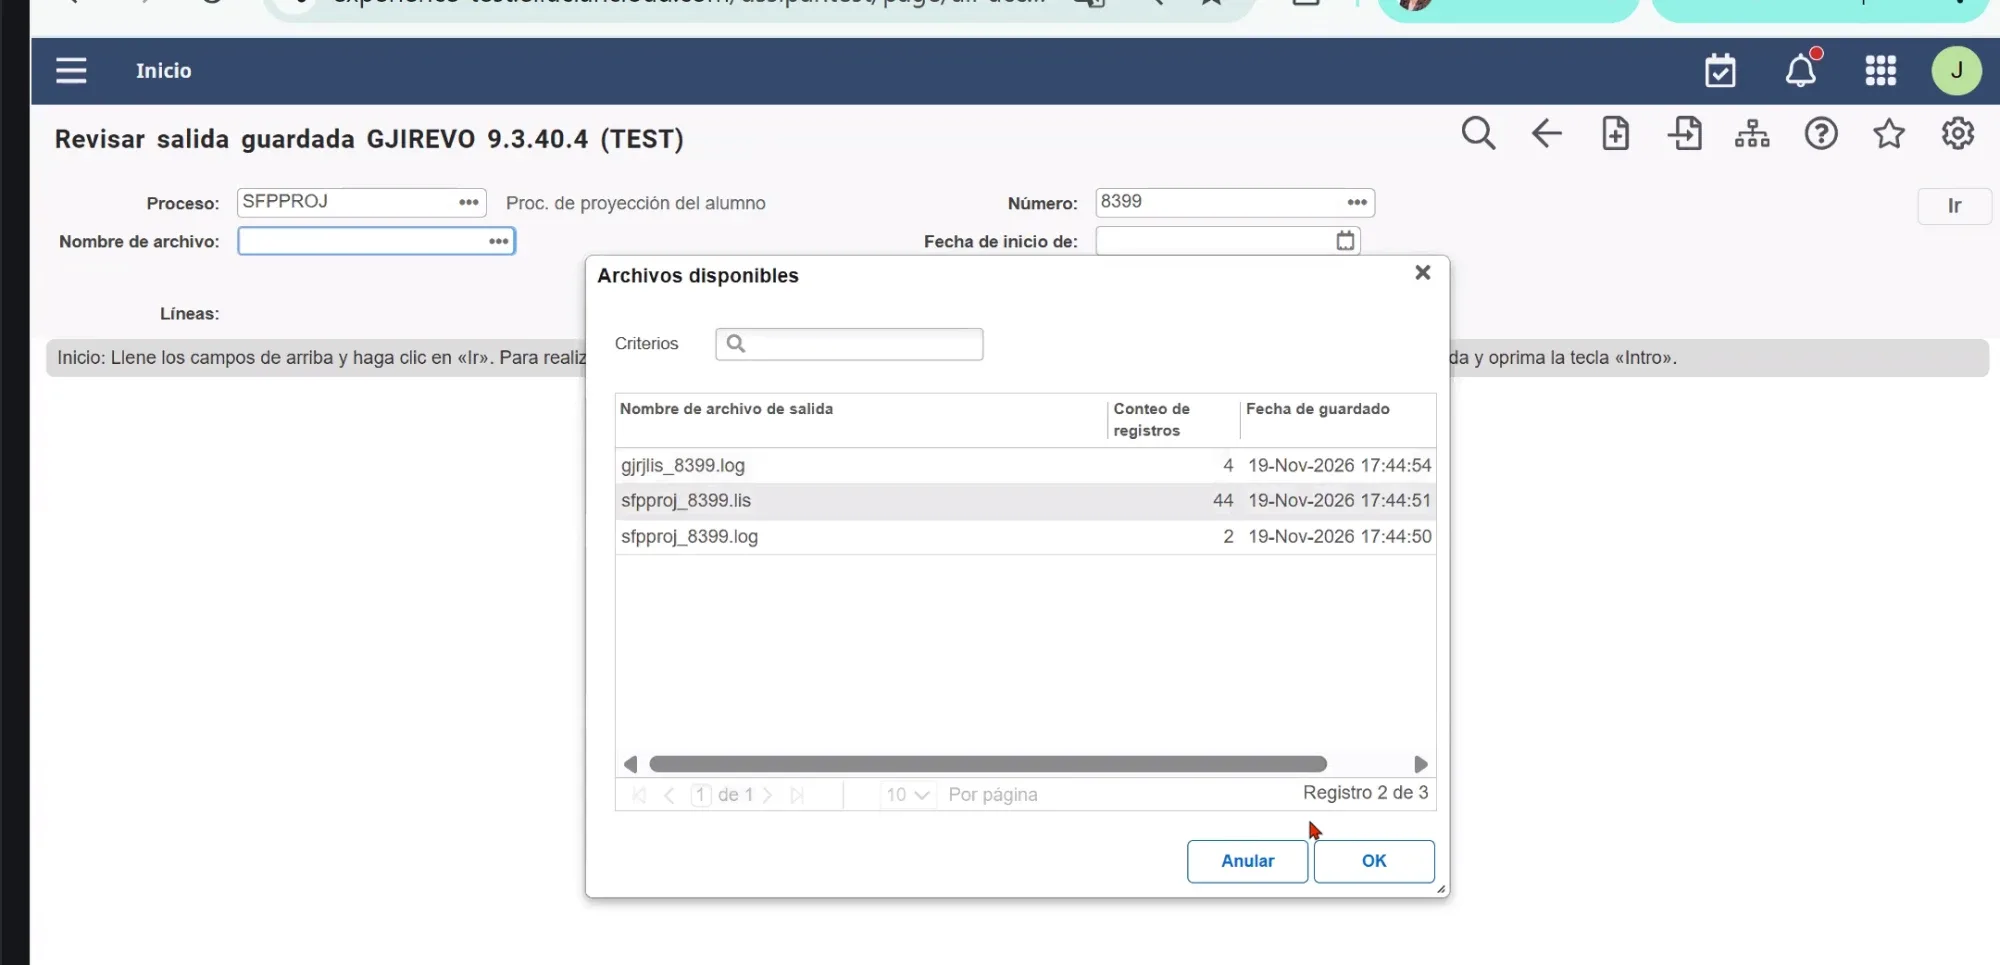 Inicio
J
Revisar salida guardada GJIREVO 9.3.40.4 (TEST)
Proceso: SFPPROJ ••• Proc. de proyección del alumno Número: 8399 ••• Ir
Nombre de archivo: ••• Fecha de inicio de:
Líneas:
Inicio: Llene los campos de arriba y haga clic en «Ir». Para realiz
da y oprima la tecla «Intro».
Archivos disponibles
Criterios
Nombre de archivo de salida Conteo de registros Fecha de guardado
gjrjlis_8399.log 4 19-Nov-2026 17:44:54
sfpproj_8399.lis 44 19-Nov-2026 17:44:51
sfpproj_8399.log 2 19-Nov-2026 17:44:50
1 de 1 10 Por página Registro 2 de 3
Anular OK